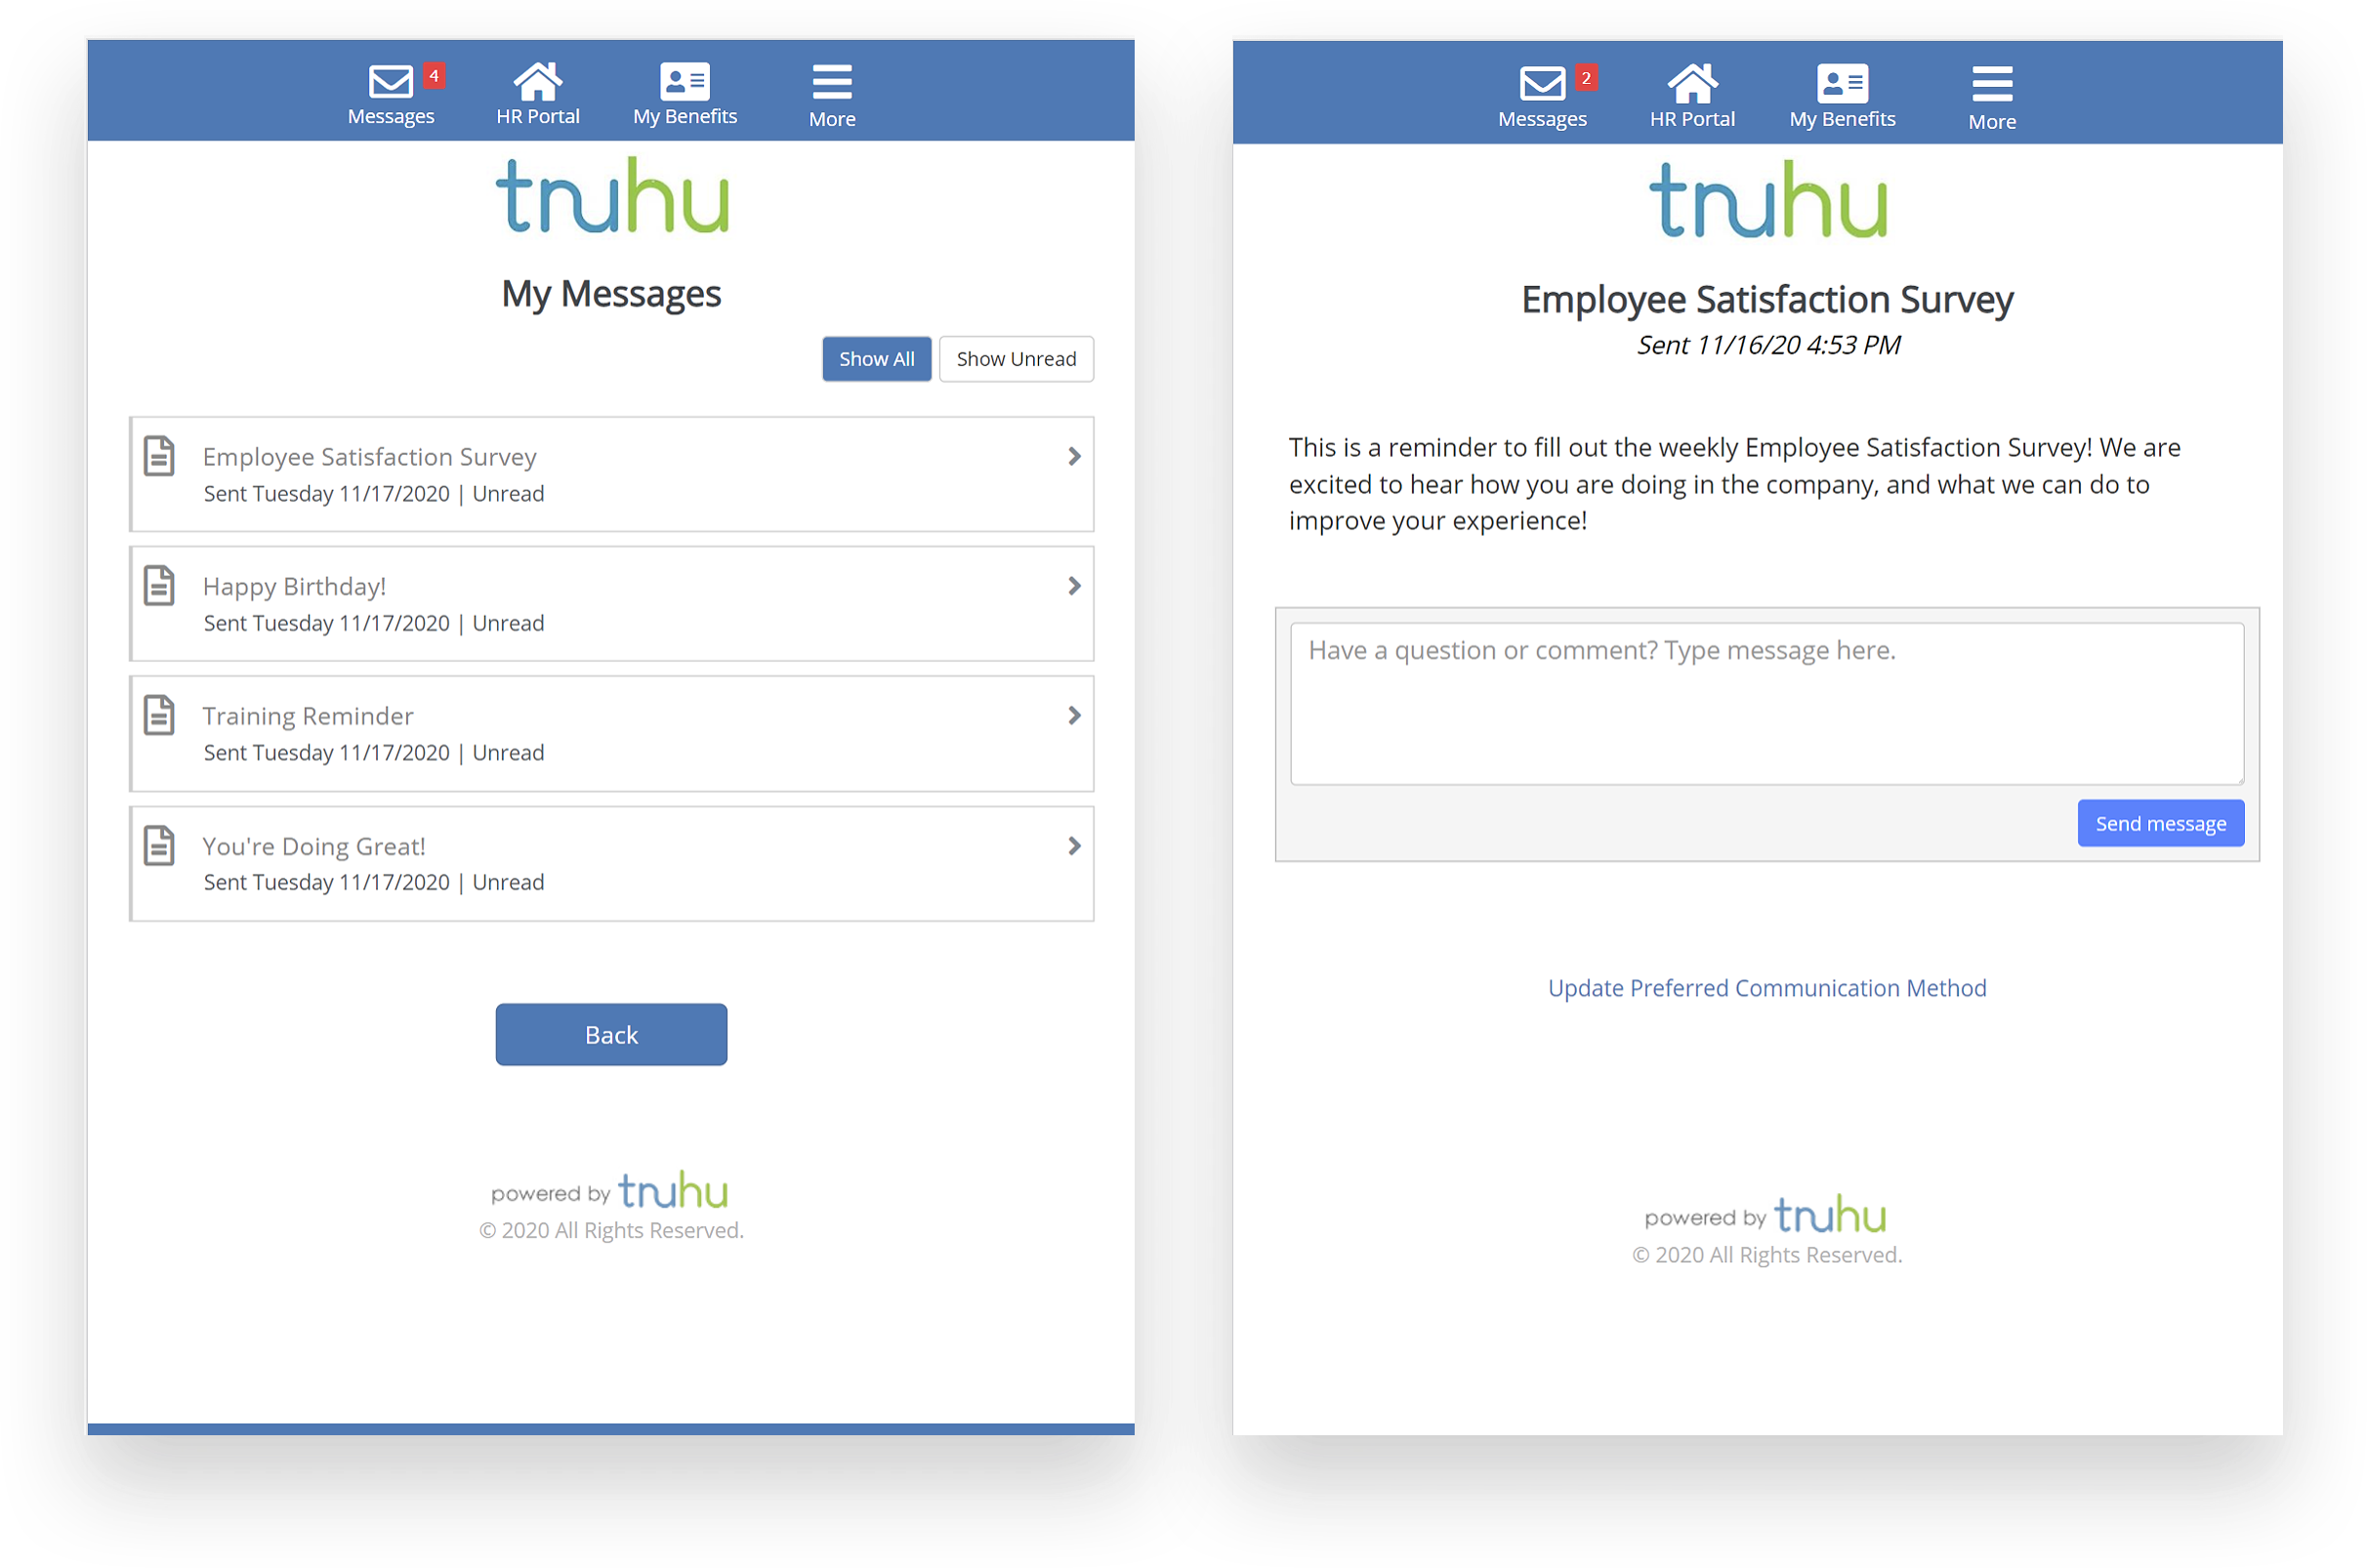 4
Messages
HR Portal
My Benefits
More
truhu
My Messages
Show All
Show Unread
Employee Satisfaction Survey
Sent Tuesday 11/17/2020 | Unread
Happy Birthday!
Sent Tuesday 11/17/2020 | Unread
Training Reminder
Sent Tuesday 11/17/2020 | Unread
You're Doing Great!
Sent Tuesday 11/17/2020 | Unread
Back
powered by truhu
© 2020 All Rights Reserved.
2
Messages
HR Portal
My Benefits
More
truhu
Employee Satisfaction Survey
Sent 11/16/20 4:53 PM
This is a reminder to fill out the weekly Employee Satisfaction Survey! We are
excited to hear how you are doing in the company, and what we can do to
improve your experience!
Have a question or comment? Type message here.
Send message
Update Preferred Communication Method
powered by truhu
© 2020 All Rights Reserved.